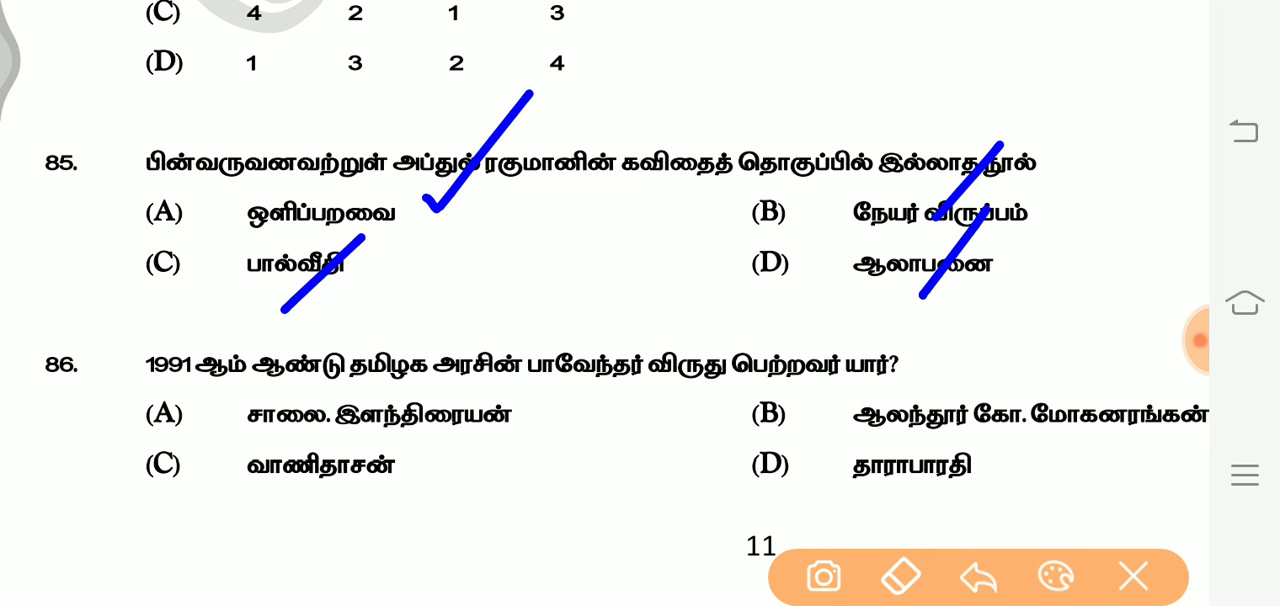 (C) 4 2 1 3
(D) 1 3 2 4
85. பின்வருவனவற்றுள் அப்துல் ரகுமானின் கவிதைத் தொகுப்பில் இல்லாத நூல்
(A) ஒளிப்பறவை (B) நேயர் விருப்பம்
(C) பால்வீதி (D) ஆலாபனை
86. 1991 ஆம் ஆண்டு தமிழக அரசின் பாவேந்தர் விருது பெற்றவர் யார்?
(A) சாலை. இளந்திரையன் (B) ஆலந்தூர் கோ. மோகனரங்கன்
(C) வாணிதாசன் (D) தாராபாரதி
11